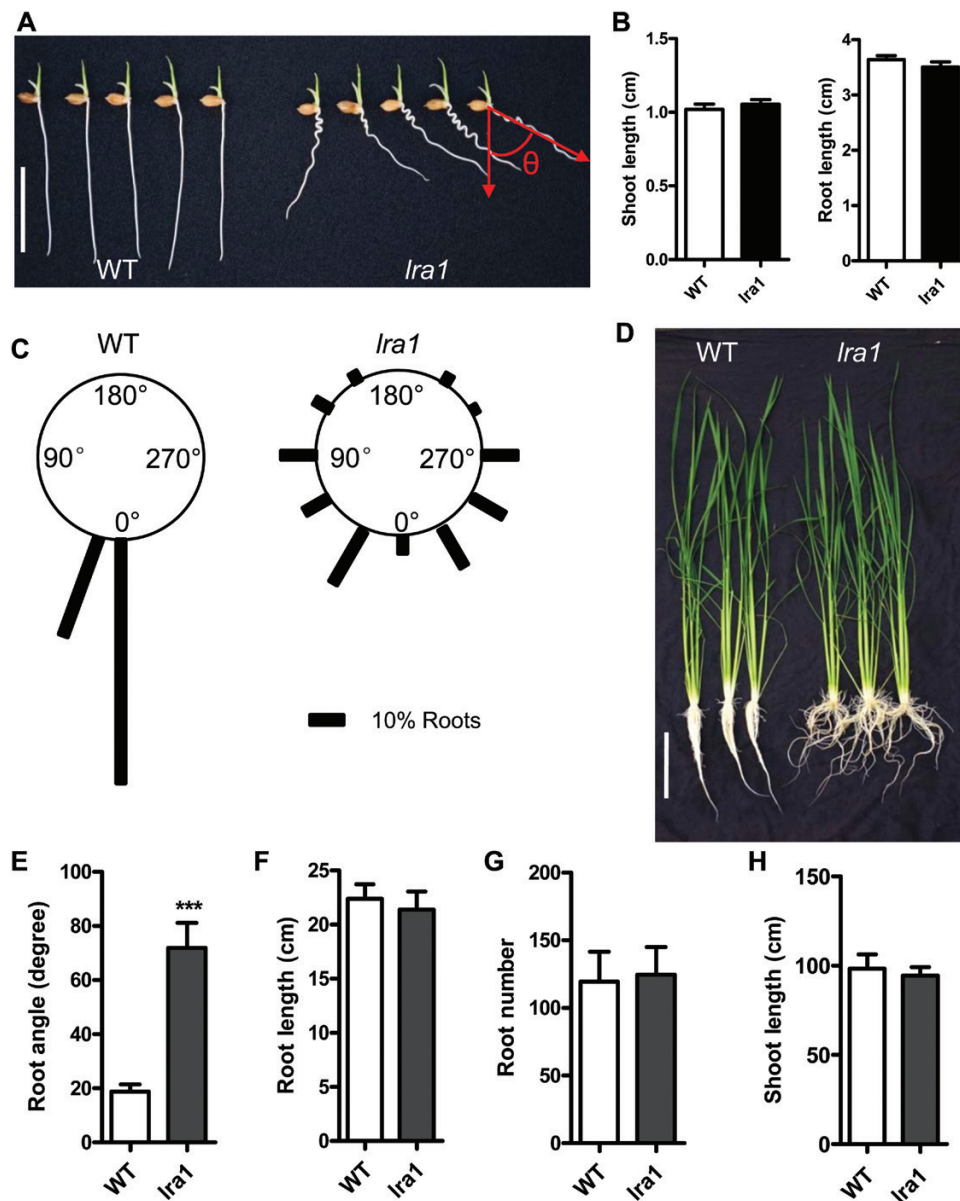 A
WT
lra1
θ
B
Shoot length (cm)
1.5
1.0
0.5
0.0
WT
lra1
Root length (cm)
4
3
2
1
0
WT
lra1
C
WT
180°
90°
270°
0°
lra1
180°
90°
270°
0°
10% Roots
D
WT
lra1
E
Root angle (degree)
100
80
60
40
20
0
***
WT
lra1
F
Root length (cm)
25
20
15
10
5
0
WT
lra1
G
Root number
200
150
100
50
0
WT
lra1
H
Shoot length (cm)
150
100
50
0
WT
lra1